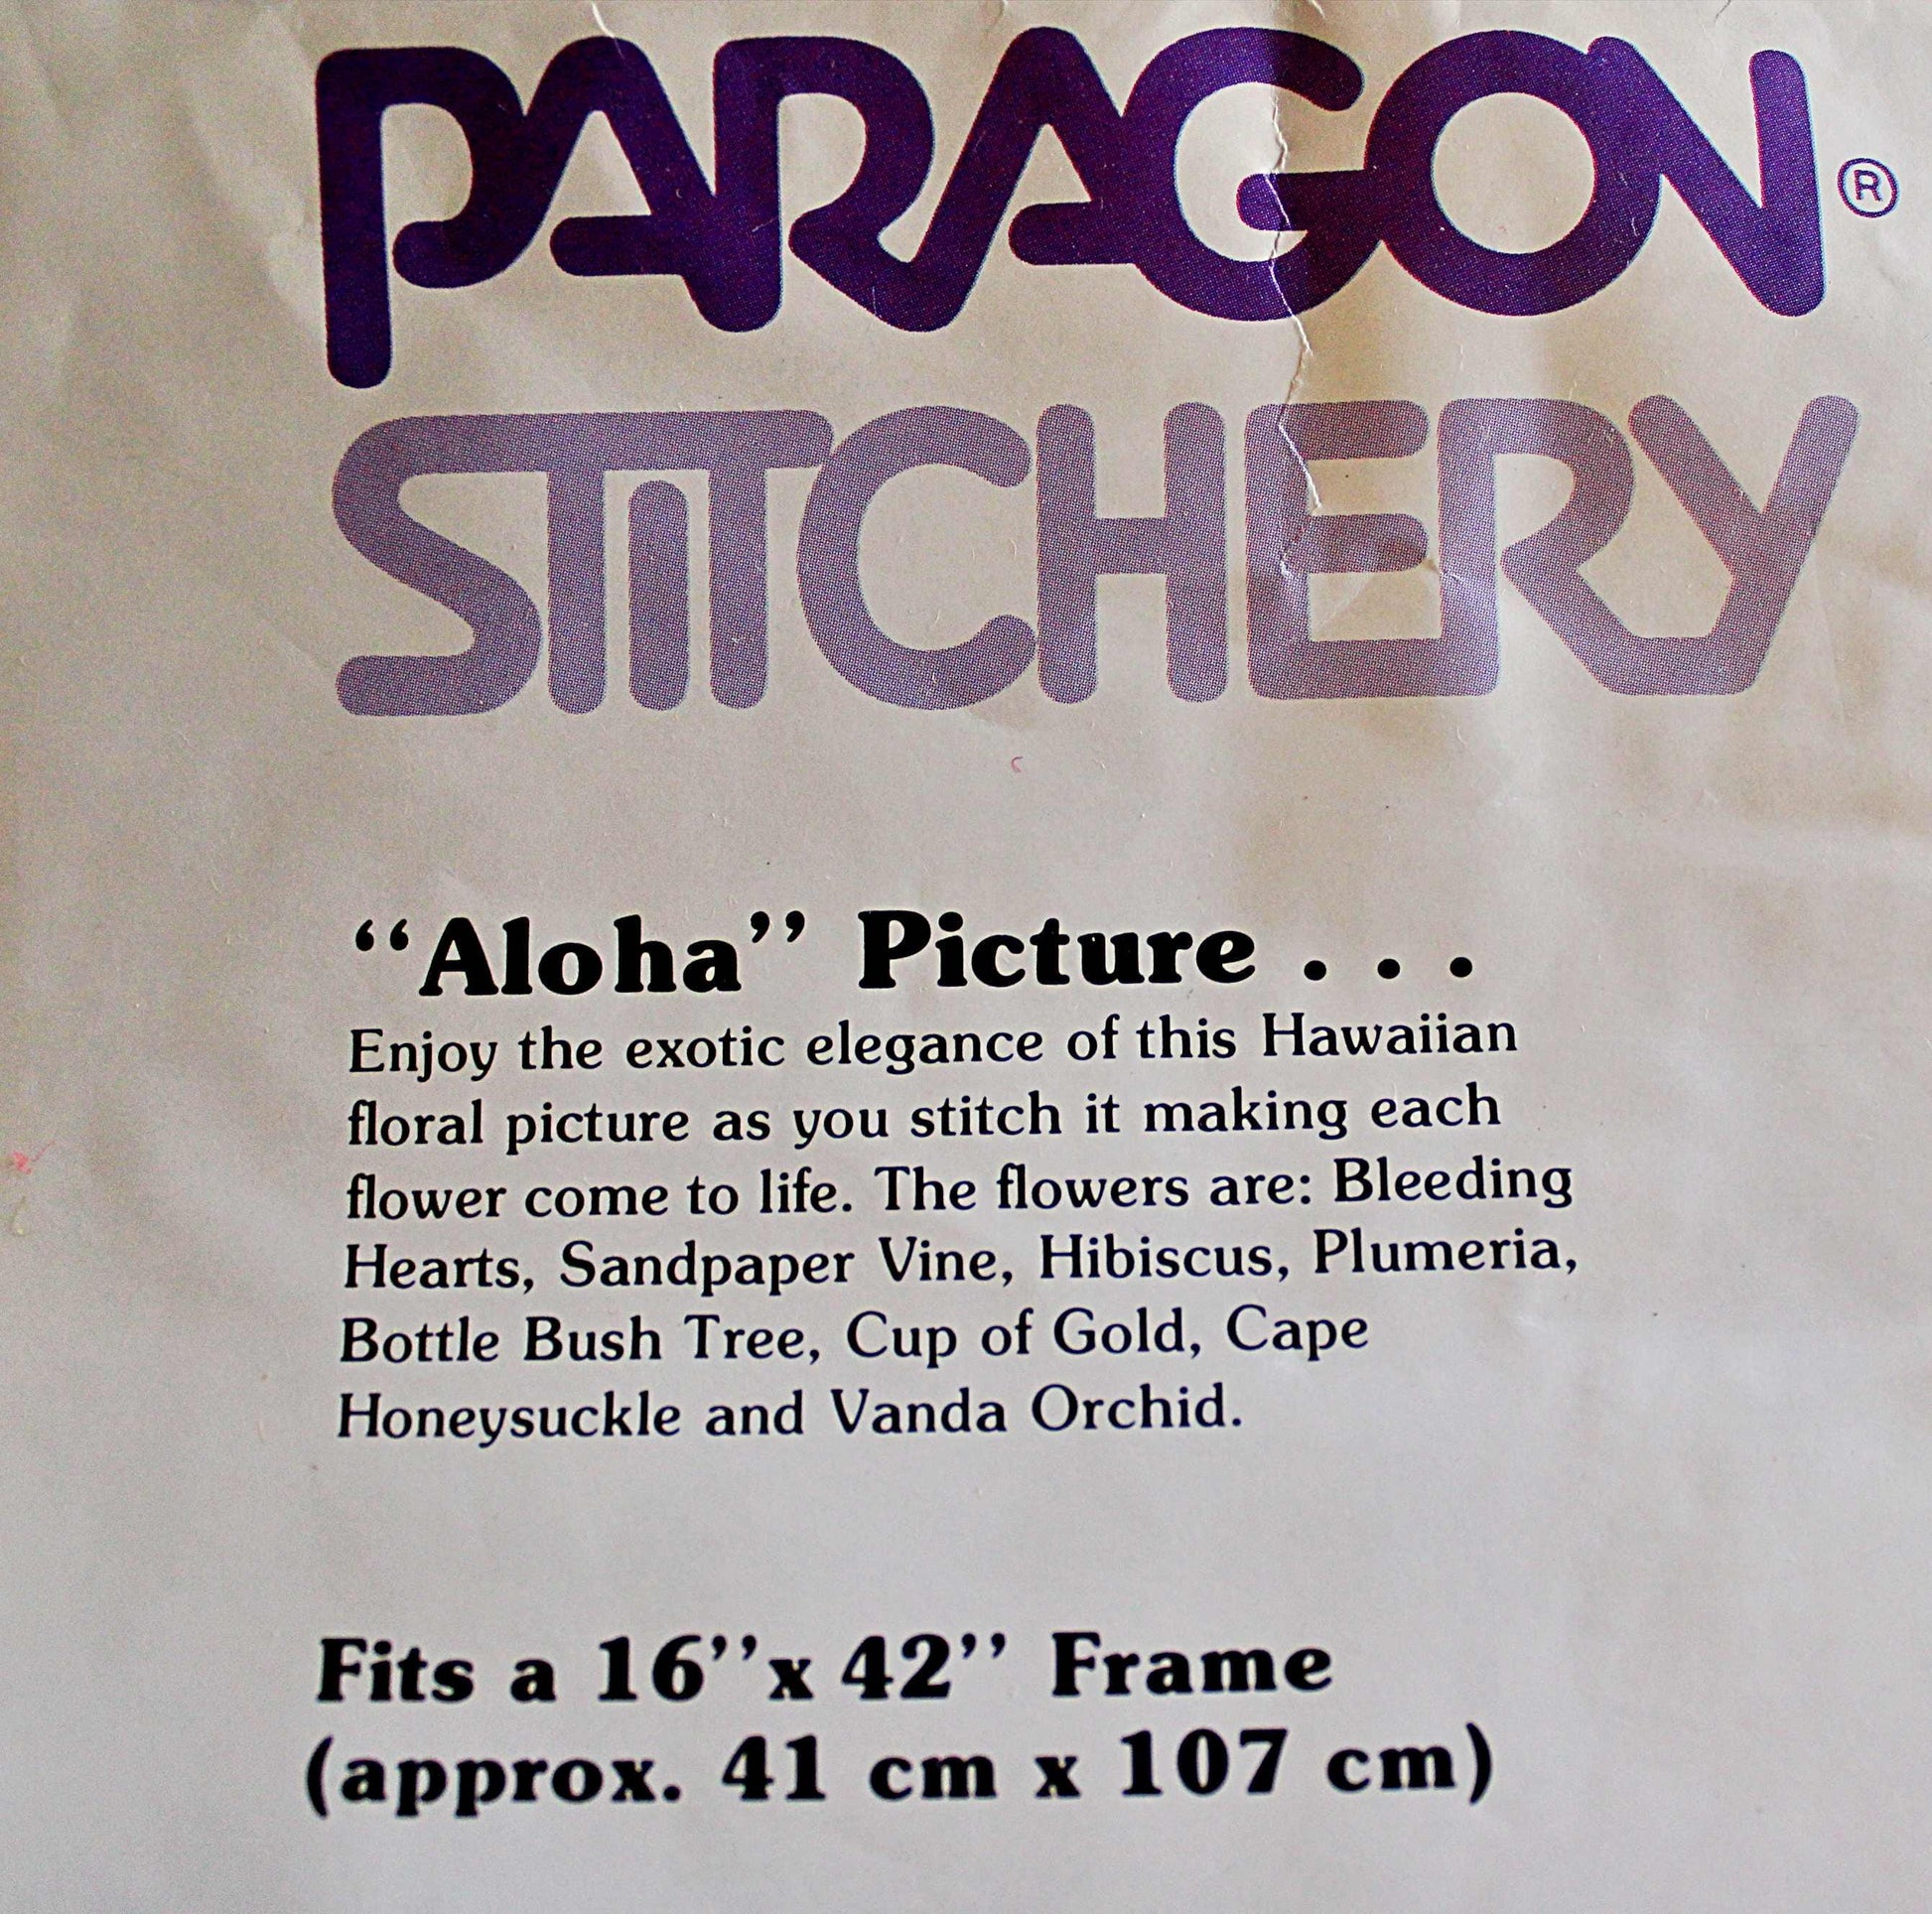 PARAGON®
STITCHERY
“Aloha” Picture . . .
Enjoy the exotic elegance of this Hawaiian
floral picture as you stitch it making each
flower come to life. The flowers are: Bleeding
Hearts, Sandpaper Vine, Hibiscus, Plumeria,
Bottle Bush Tree, Cup of Gold, Cape
Honeysuckle and Vanda Orchid.
Fits a 16’’x 42’’ Frame
(approx. 41 cm x 107 cm)